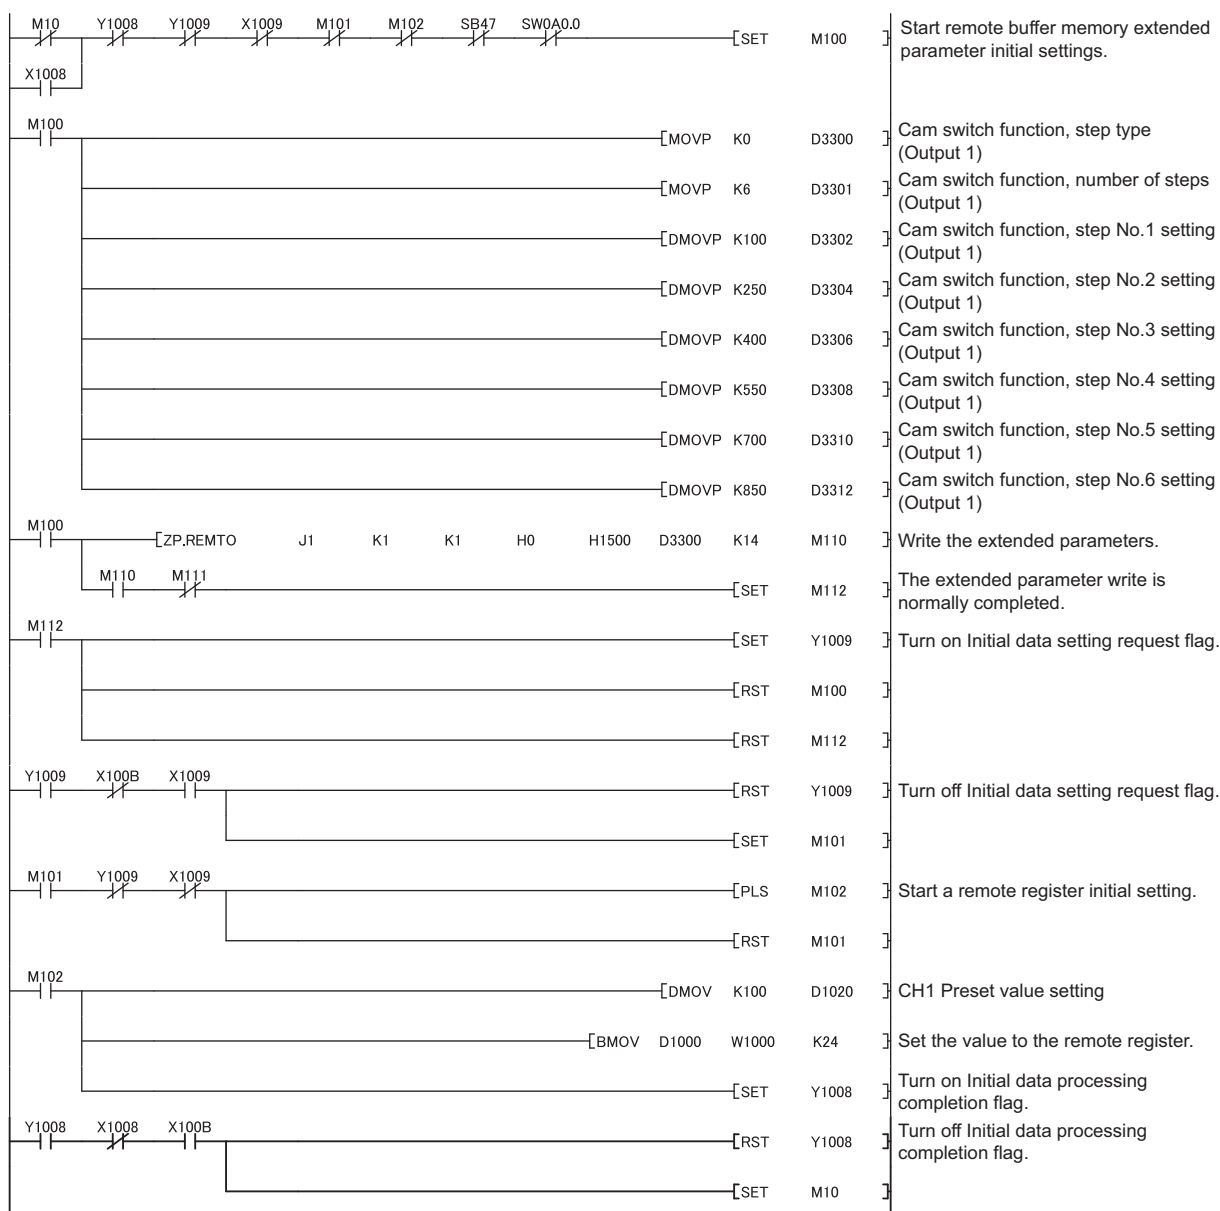 M10 Y1008 Y1009 X1009 M101 M102 SB47 SW0A0.0
SET M100
Start remote buffer memory extended
parameter initial settings.
X1008
M100
MOVP K0 D3300
Cam switch function, step type
(Output 1)
MOVP K6 D3301
Cam switch function, number of steps
(Output 1)
DMOVP K100 D3302
Cam switch function, step No.1 setting
(Output 1)
DMOVP K250 D3304
Cam switch function, step No.2 setting
(Output 1)
DMOVP K400 D3306
Cam switch function, step No.3 setting
(Output 1)
DMOVP K550 D3308
Cam switch function, step No.4 setting
(Output 1)
DMOVP K700 D3310
Cam switch function, step No.5 setting
(Output 1)
DMOVP K850 D3312
Cam switch function, step No.6 setting
(Output 1)
M100
ZP.REMTO J1 K1 K1 H0 H1500 D3300 K14 M110
Write the extended parameters.
M110 M111
SET M112
The extended parameter write is
normally completed.
M112
SET Y1009
Turn on Initial data setting request flag.
RST M100
RST M112
Y1009 X100B X1009
RST Y1009
Turn off Initial data setting request flag.
SET M101
M101 Y1009 X1009
PLS M102
Start a remote register initial setting.
RST M101
M102
DMOV K100 D1020
CH1 Preset value setting
BMOV D1000 W1000 K24
Set the value to the remote register.
SET Y1008
Turn on Initial data processing
completion flag.
Y1008 X1008 X100B
RST Y1008
Turn off Initial data processing
completion flag.
SET M10